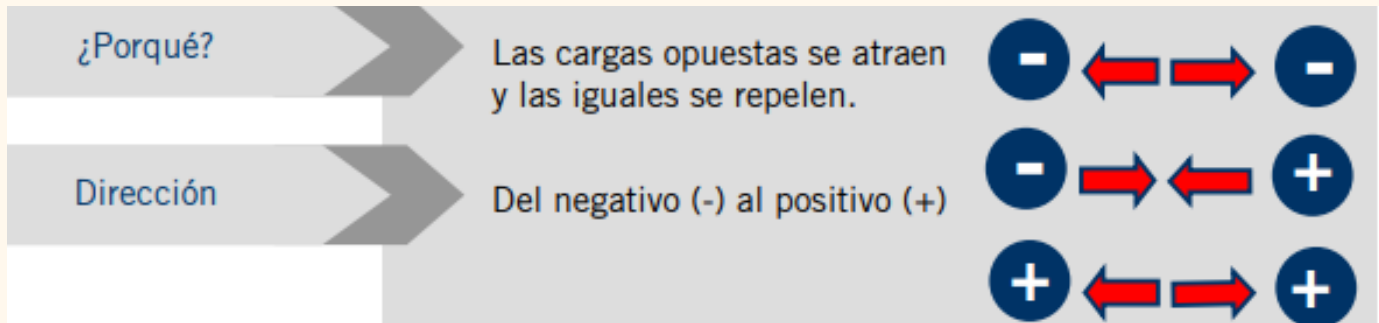 ¿Porqué?
Las cargas opuestas se atraen
y las iguales se repelen.
- -
- +
Dirección
Del negativo (-) al positivo (+)
+ +